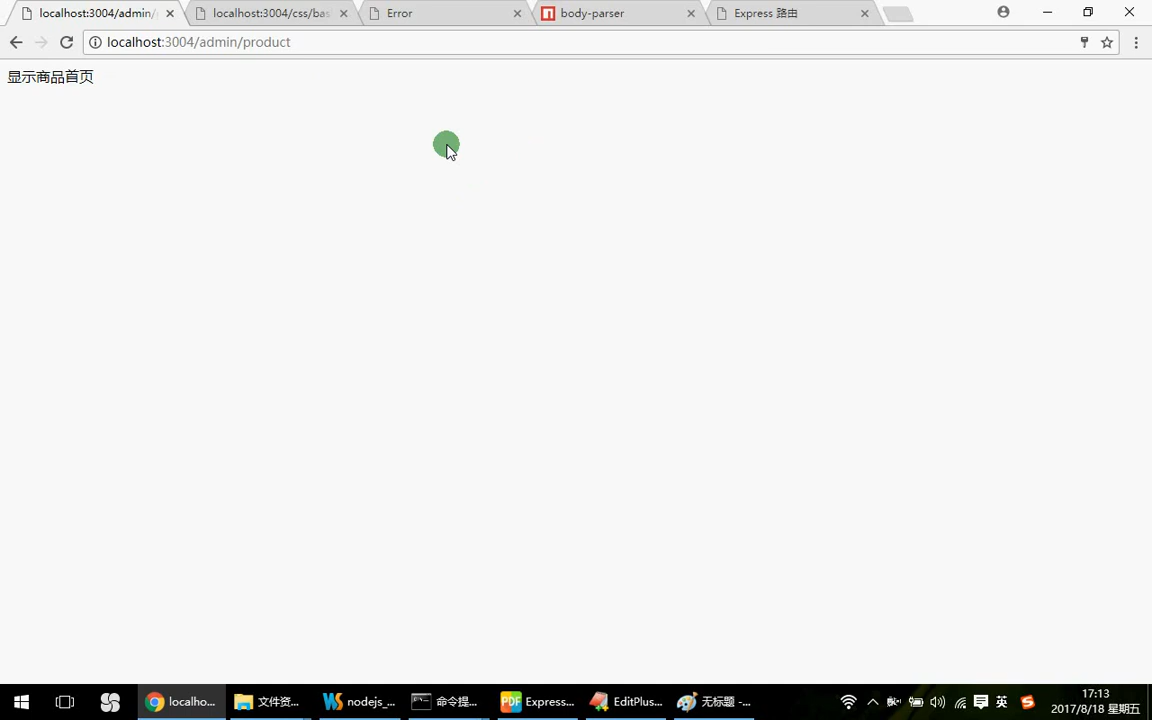 localhost:3004/admin/
localhost:3004/css/bas
Error
body-parser
Express 路由
localhost:3004/admin/product
显示商品首页
localho...
文件资...
nodejs_...
命令提...
PDF
Express...
EditPlus...
无标题 -...
英
17:13
2017/8/18 星期五